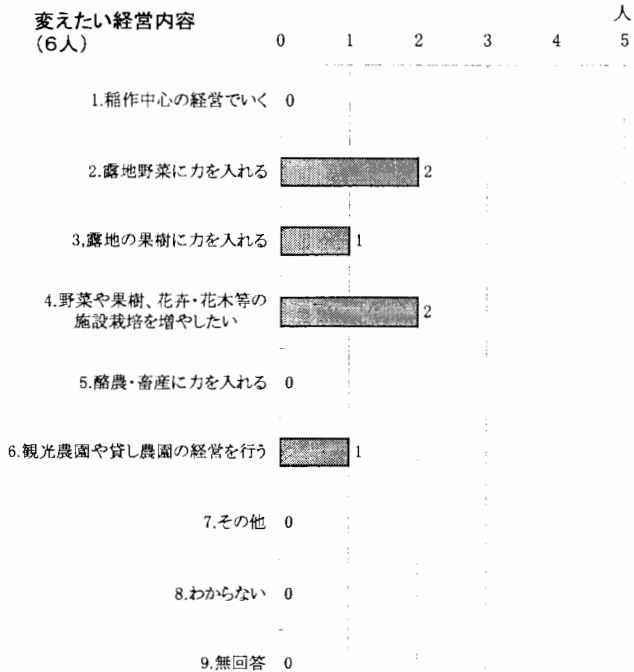 変えたい経営内容
(6人)
人
0 1 2 3 4 5
1.稲作中心の経営でいく 0
2.露地野菜に力を入れる 2
3,露地の果樹に力を入れる 1
4.野菜や果樹、花卉・花木等の
施設栽培を増やしたい 2
5.酪農・畜産に力を入れる 0
6.観光農園や貸し農園の経営を行う 1
7.その他 0
8.わからない 0
9.無回答 0